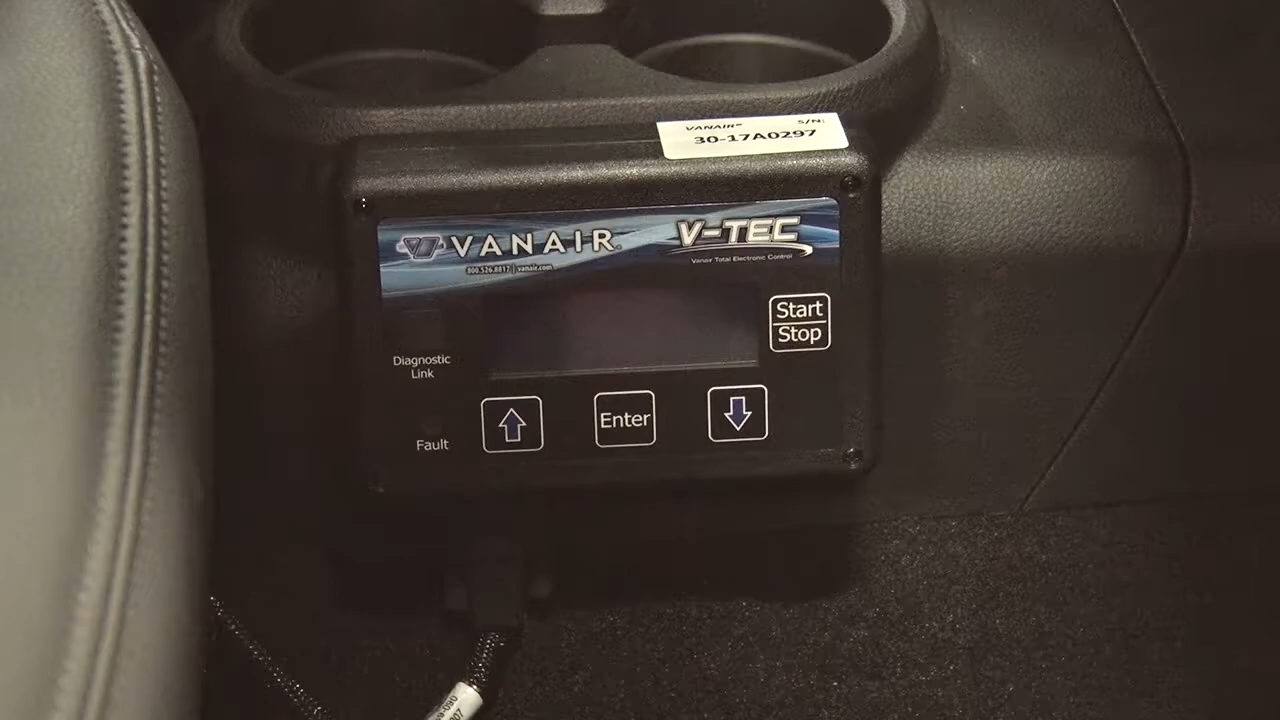 VANAIR® S/N:
30-17A0297
VANAIR®
800.526.8817 | vanair.com
V-TEC
Vanair Total Electronic Control
Start
Stop
Diagnostic
Link
Enter
Fault